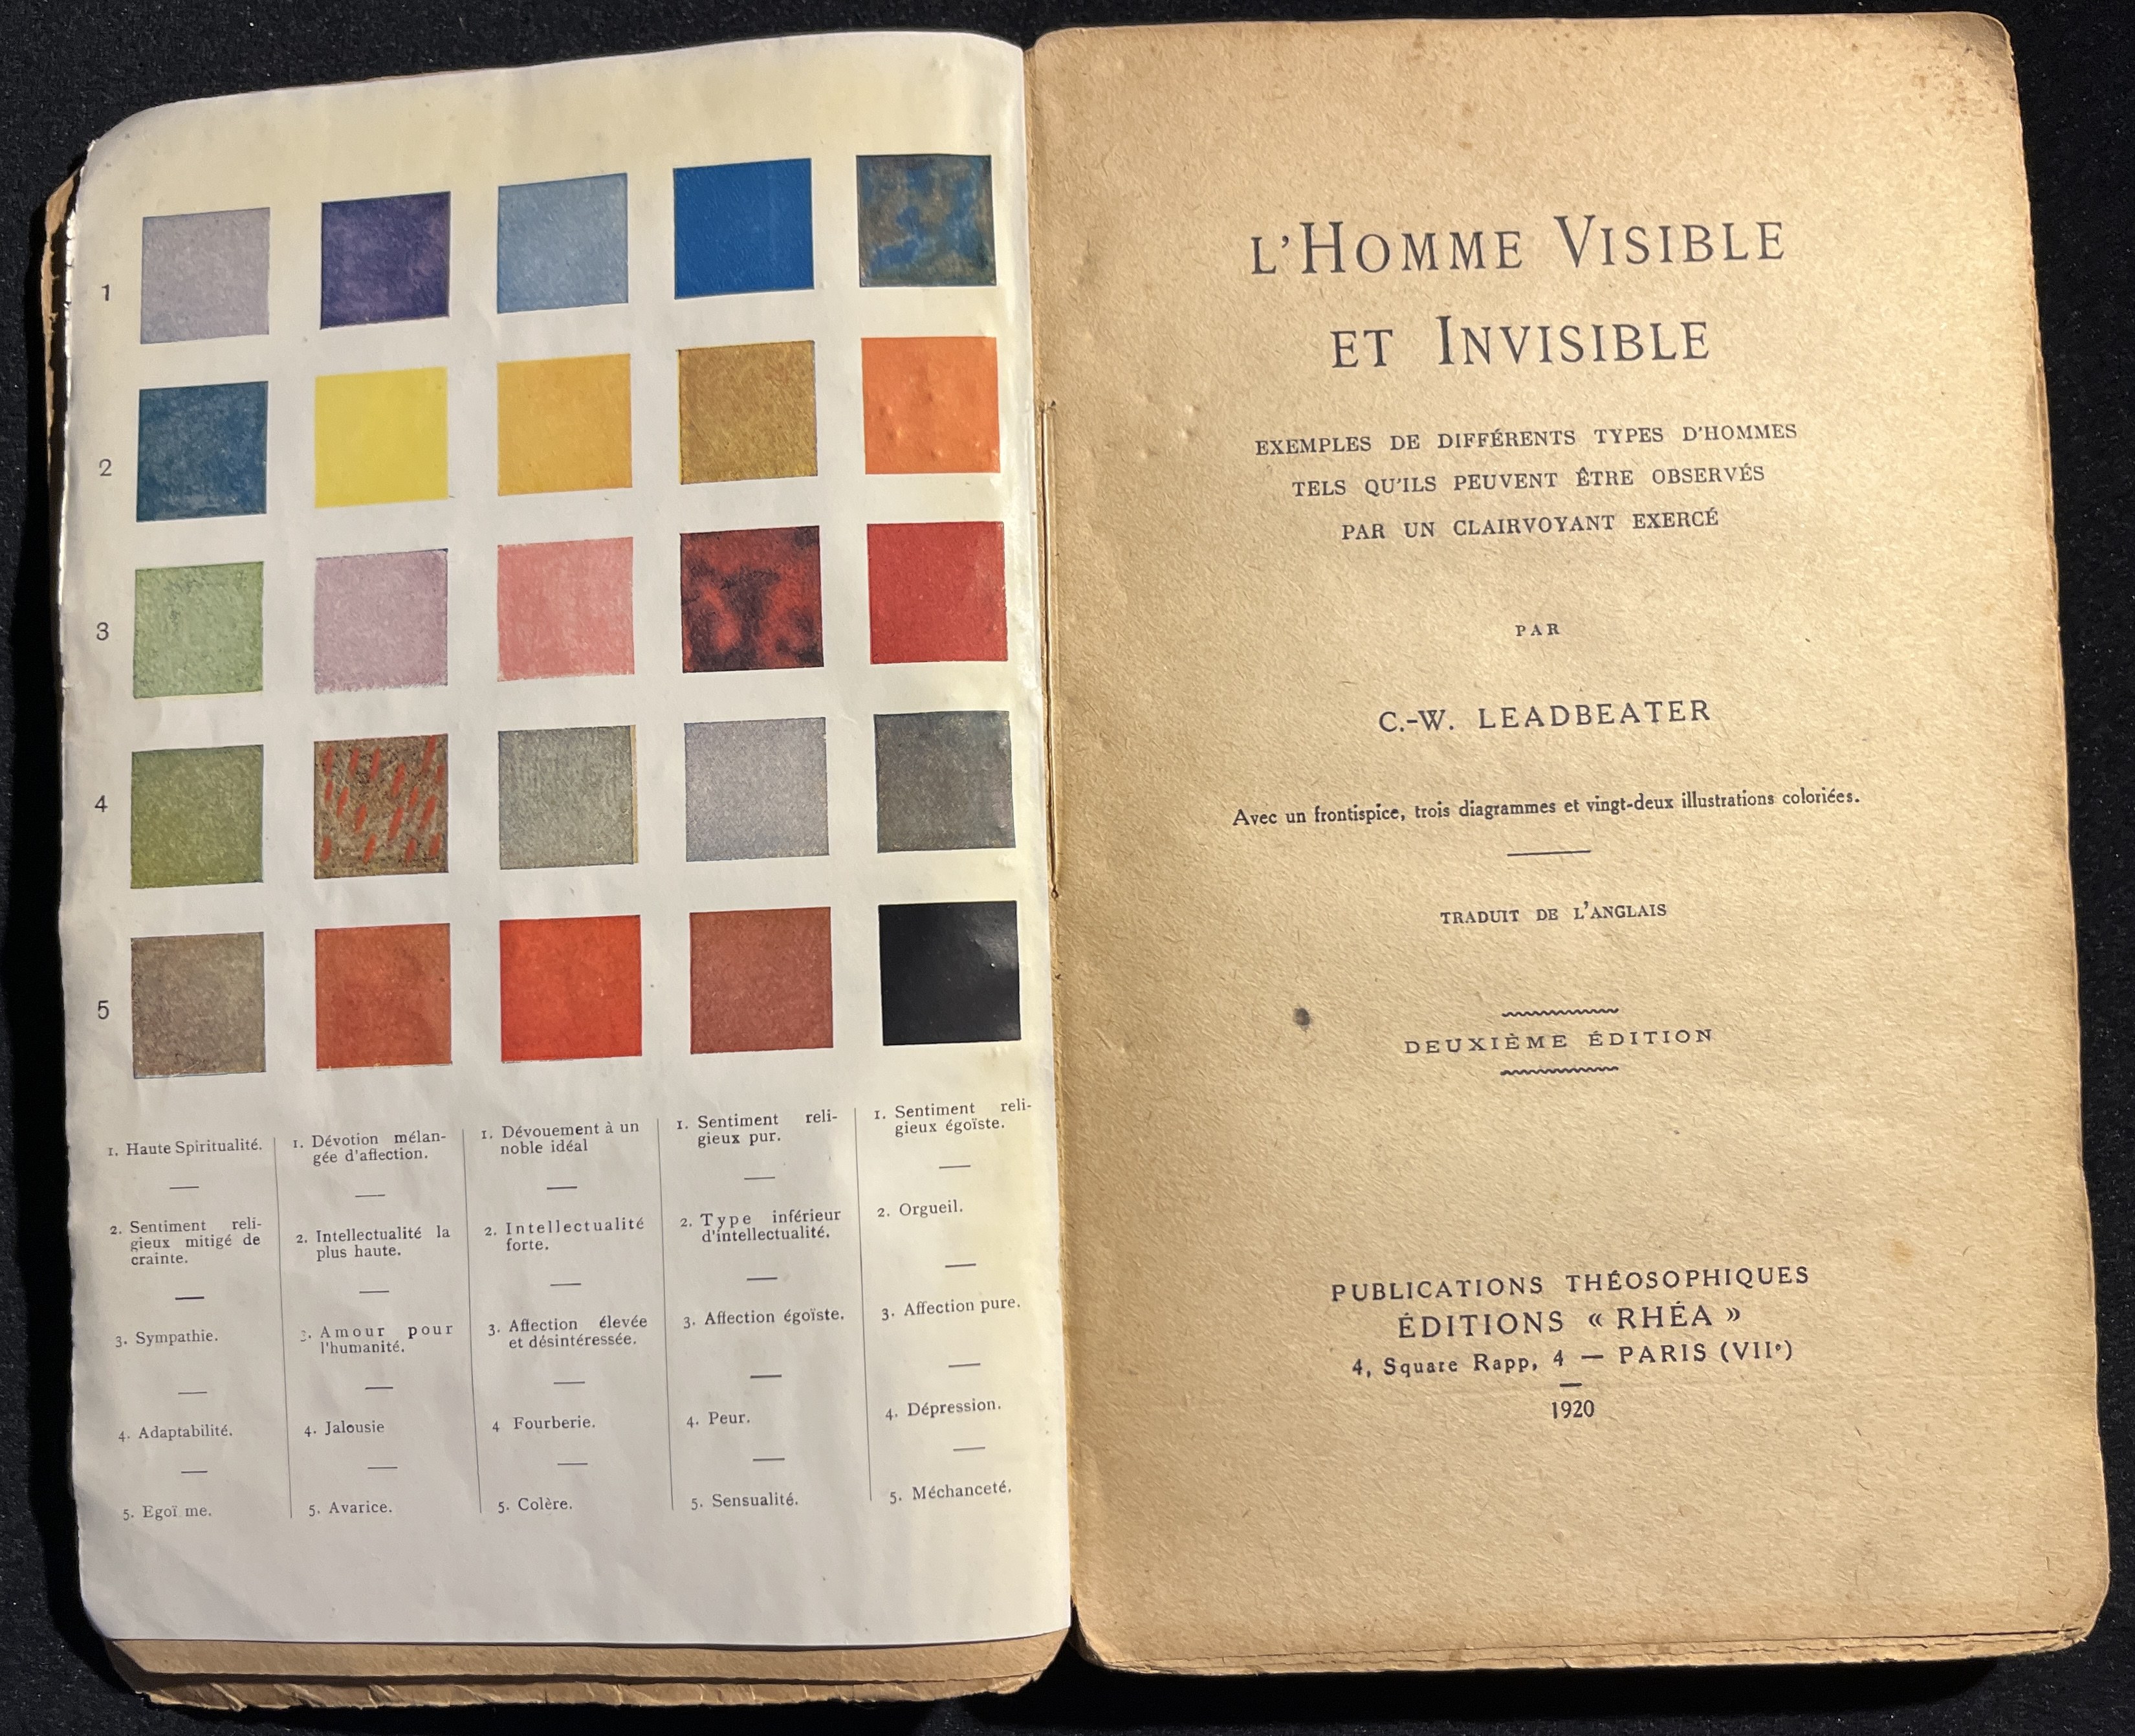 1
2
3
4
5
1. Haute Spiritualité.
2. Sentiment reli-
gieux mitigé de
crainte.
3. Sympathie.
4. Adaptabilité.
5. Egoï me.
1. Dévotion mélan-
gée d'affection.
2. Intellectualité la
plus haute.
3. Amour pour
l'humanité.
4. Jalousie
5. Avarice.
1. Dévouement à un
noble idéal
2. Intellectualité
forte.
3. Affection élevée
et désintéressée.
4 Fourberie.
5. Colère.
1. Sentiment reli-
gieux pur.
2. Type inférieur
d'intellectualité.
3. Affection égoïste.
4. Peur.
5. Sensualité.
1. Sentiment reli-
gieux égoïste.
2. Orgueil.
3. Affection pure.
4. Dépression.
5. Méchanceté.
L'HOMME VISIBLE
ET INVISIBLE
EXEMPLES DE DIFFÉRENTS TYPES D'HOMMES
TELS QU'ILS PEUVENT ÊTRE OBSERVÉS
PAR UN CLAIRVOYANT EXERCÉ
PAR
C.-W. LEADBEATER
Avec un frontispice, trois diagrammes et vingt-deux illustrations coloriées.
TRADUIT DE L'ANGLAIS
DEUXIÈME ÉDITION
PUBLICATIONS THÉOSOPHIQUES
ÉDITIONS « RHÉA »
4, Square Rapp, 4 — PARIS (VIIe)
1920